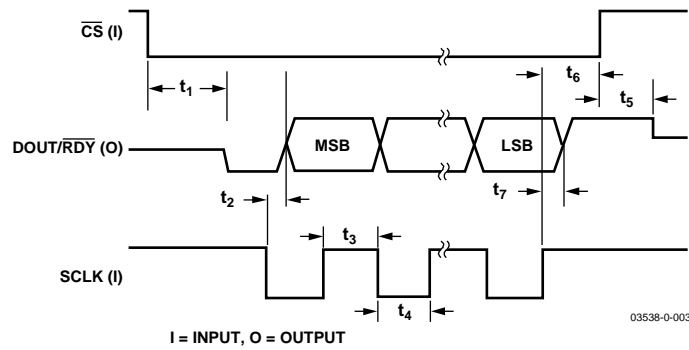 CS (I)
t6
t1
t5
DOUT/RDY (O)
MSB
LSB
t2
t7
t3
SCLK (I)
t4
03538-0-003
I = INPUT, O = OUTPUT